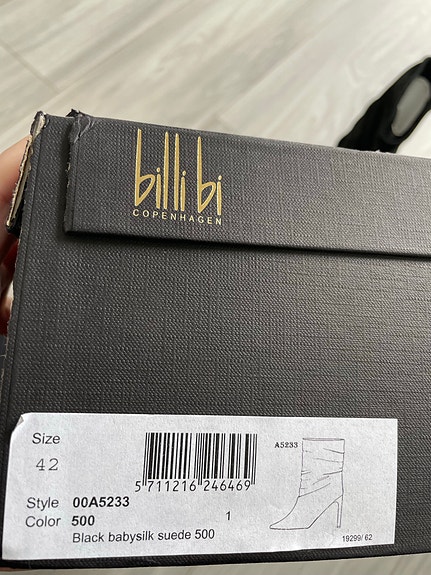 billi bi
COPENHAGEN
Size
42
5 711216 246469
A5233
Style 00A5233
Color 500
1
Black babysilk suede 500
19299/ 62